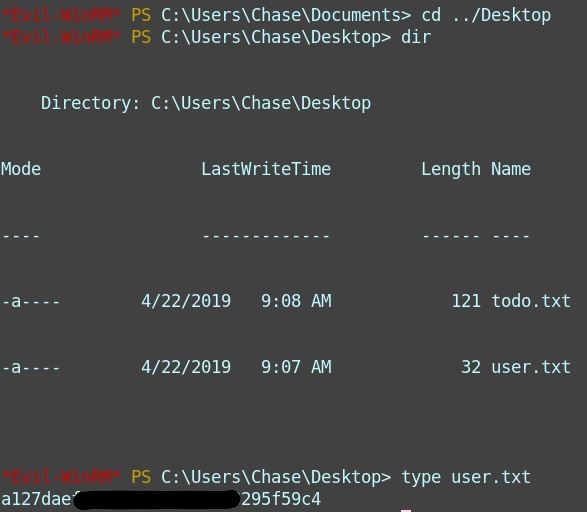 *Evil-WinRM* PS C:\Users\Chase\Documents> cd ../Desktop
*Evil-WinRM* PS C:\Users\Chase\Desktop> dir
Directory: C:\Users\Chase\Desktop
Mode LastWriteTime Length Name
---- ------------- ------ ----
-a---- 4/22/2019 9:08 AM 121 todo.txt
-a---- 4/22/2019 9:07 AM 32 user.txt
*Evil-WinRM* PS C:\Users\Chase\Desktop> type user.txt
a127dae 295f59c4